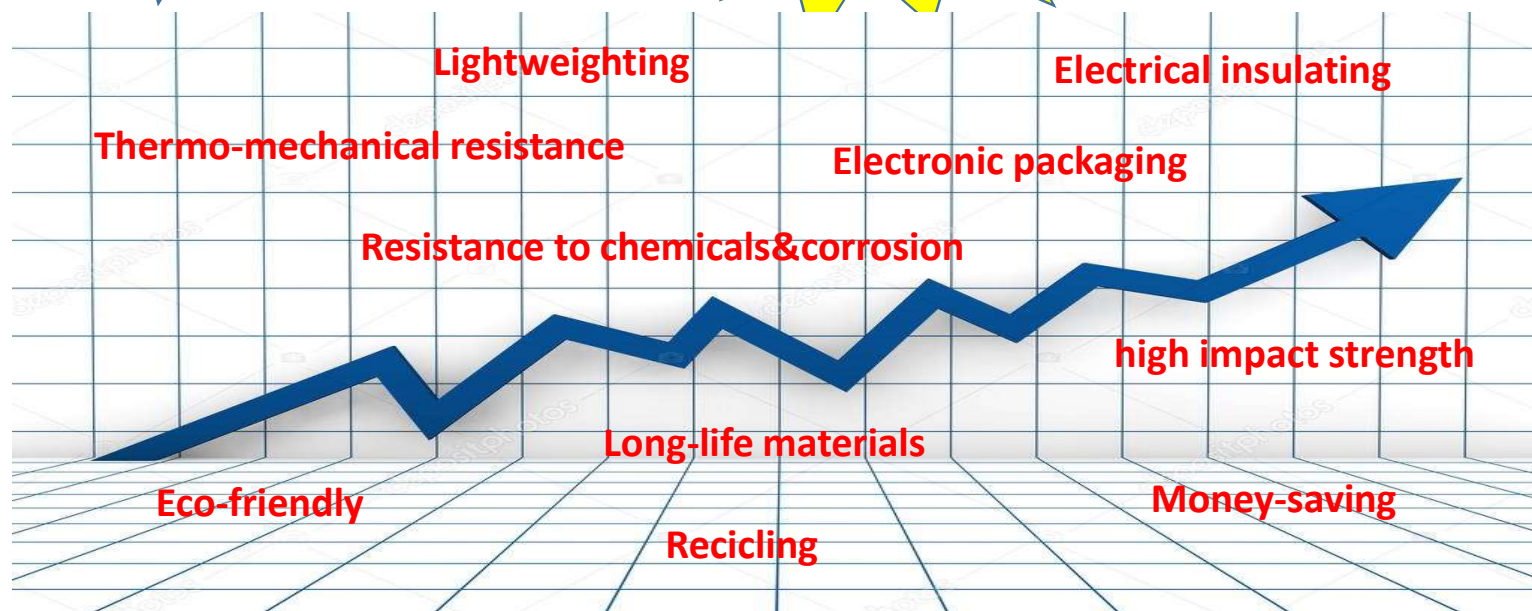 Lightweighting
Electrical insulating
Thermo-mechanical resistance
Electronic packaging
Resistance to chemicals&corrosion
high impact strength
Long-life materials
Eco-friendly
Money-saving
Recicling
depositphotos